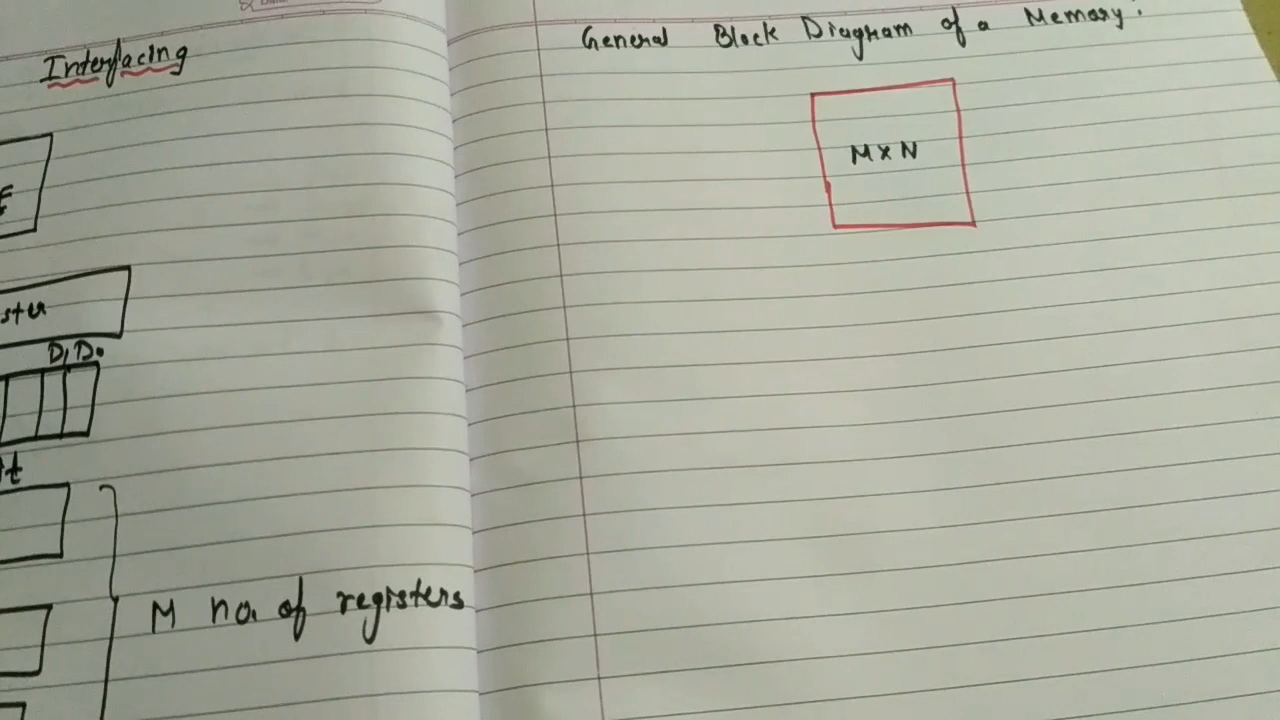 Interfacing
D₁ D₀
M no. of registers
General Block Diagram of a Memory.
M x N